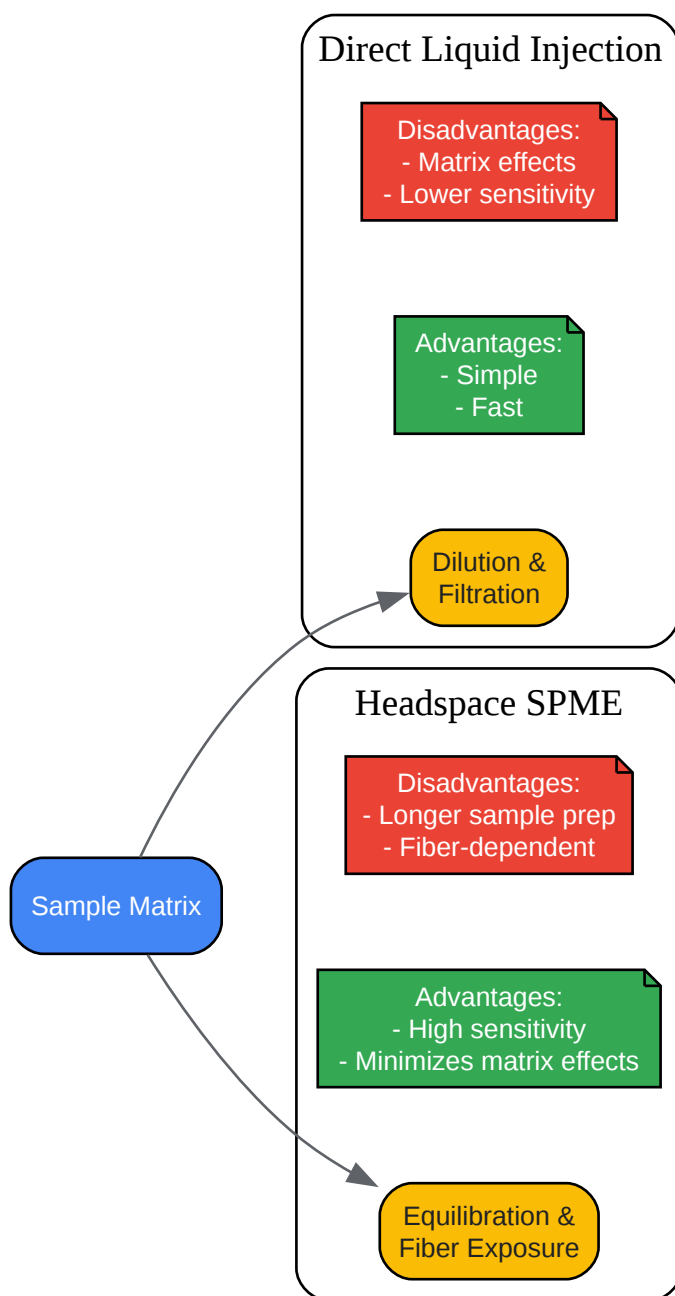 Direct Liquid Injection
Disadvantages:
- Matrix effects
- Lower sensitivity
Advantages:
- Simple
- Fast
Dilution &
Filtration
Headspace SPME
Disadvantages:
- Longer sample prep
- Fiber-dependent
Sample Matrix
Advantages:
- High sensitivity
- Minimizes matrix effects
Equilibration &
Fiber Exposure